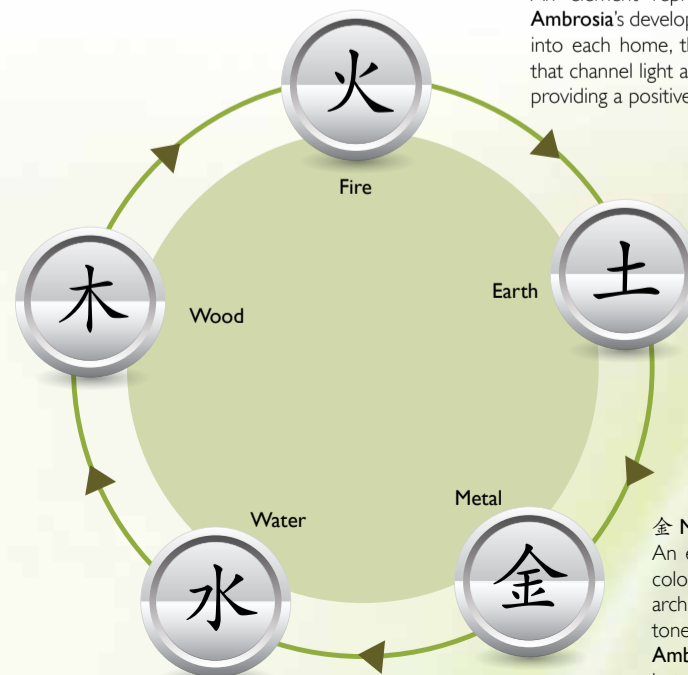 Ambrosia's develop
into each home, th
that channel light a
providing a positive
火
Fire
土
Earth
木
Wood
Metal
金
Water
水
金
An e
colo
arch
tone
Amb